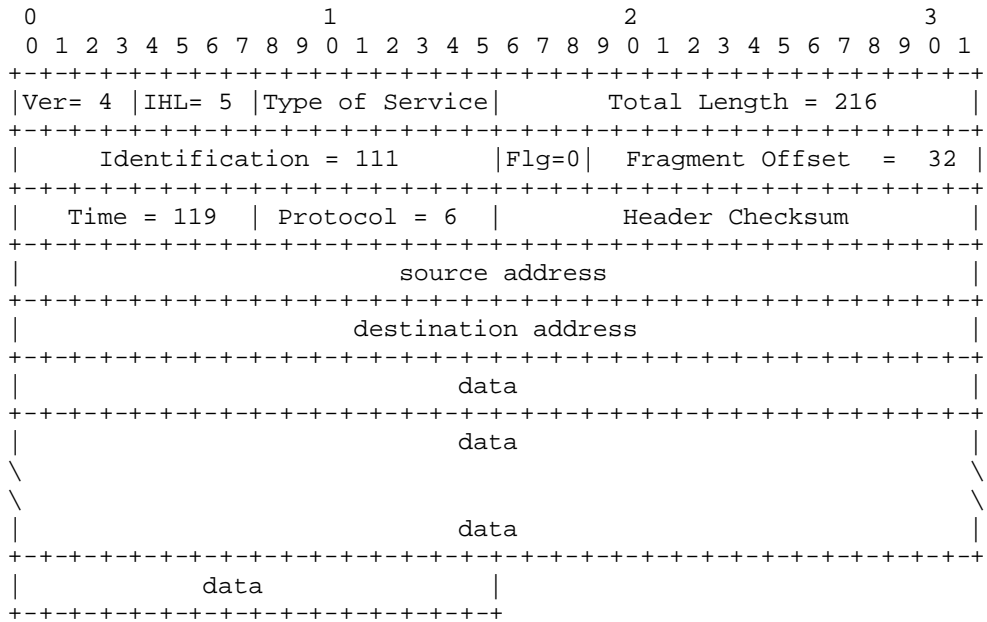 0                   1                   2                   3
 0 1 2 3 4 5 6 7 8 9 0 1 2 3 4 5 6 7 8 9 0 1 2 3 4 5 6 7 8 9 0 1
+-+-+-+-+-+-+-+-+-+-+-+-+-+-+-+-+-+-+-+-+-+-+-+-+-+-+-+-+-+-+-+-+
|Ver= 4 |IHL= 5 |Type of Service|       Total Length = 216      |
+-+-+-+-+-+-+-+-+-+-+-+-+-+-+-+-+-+-+-+-+-+-+-+-+-+-+-+-+-+-+-+-+
|     Identification = 111      |Flg=0|  Fragment Offset  =  32 |
+-+-+-+-+-+-+-+-+-+-+-+-+-+-+-+-+-+-+-+-+-+-+-+-+-+-+-+-+-+-+-+-+
|   Time = 119  | Protocol = 6  |        Header Checksum        |
+-+-+-+-+-+-+-+-+-+-+-+-+-+-+-+-+-+-+-+-+-+-+-+-+-+-+-+-+-+-+-+-+
|                         source address                        |
+-+-+-+-+-+-+-+-+-+-+-+-+-+-+-+-+-+-+-+-+-+-+-+-+-+-+-+-+-+-+-+-+
|                      destination address                      |
+-+-+-+-+-+-+-+-+-+-+-+-+-+-+-+-+-+-+-+-+-+-+-+-+-+-+-+-+-+-+-+-+
|                             data                              |
+-+-+-+-+-+-+-+-+-+-+-+-+-+-+-+-+-+-+-+-+-+-+-+-+-+-+-+-+-+-+-+-+
|                             data                              |
\                                                               \
\                                                               \
|                             data                              |
+-+-+-+-+-+-+-+-+-+-+-+-+-+-+-+-+-+-+-+-+-+-+-+-+-+-+-+-+-+-+-+-+
|            data               |
+-+-+-+-+-+-+-+-+-+-+-+-+-+-+-+-+